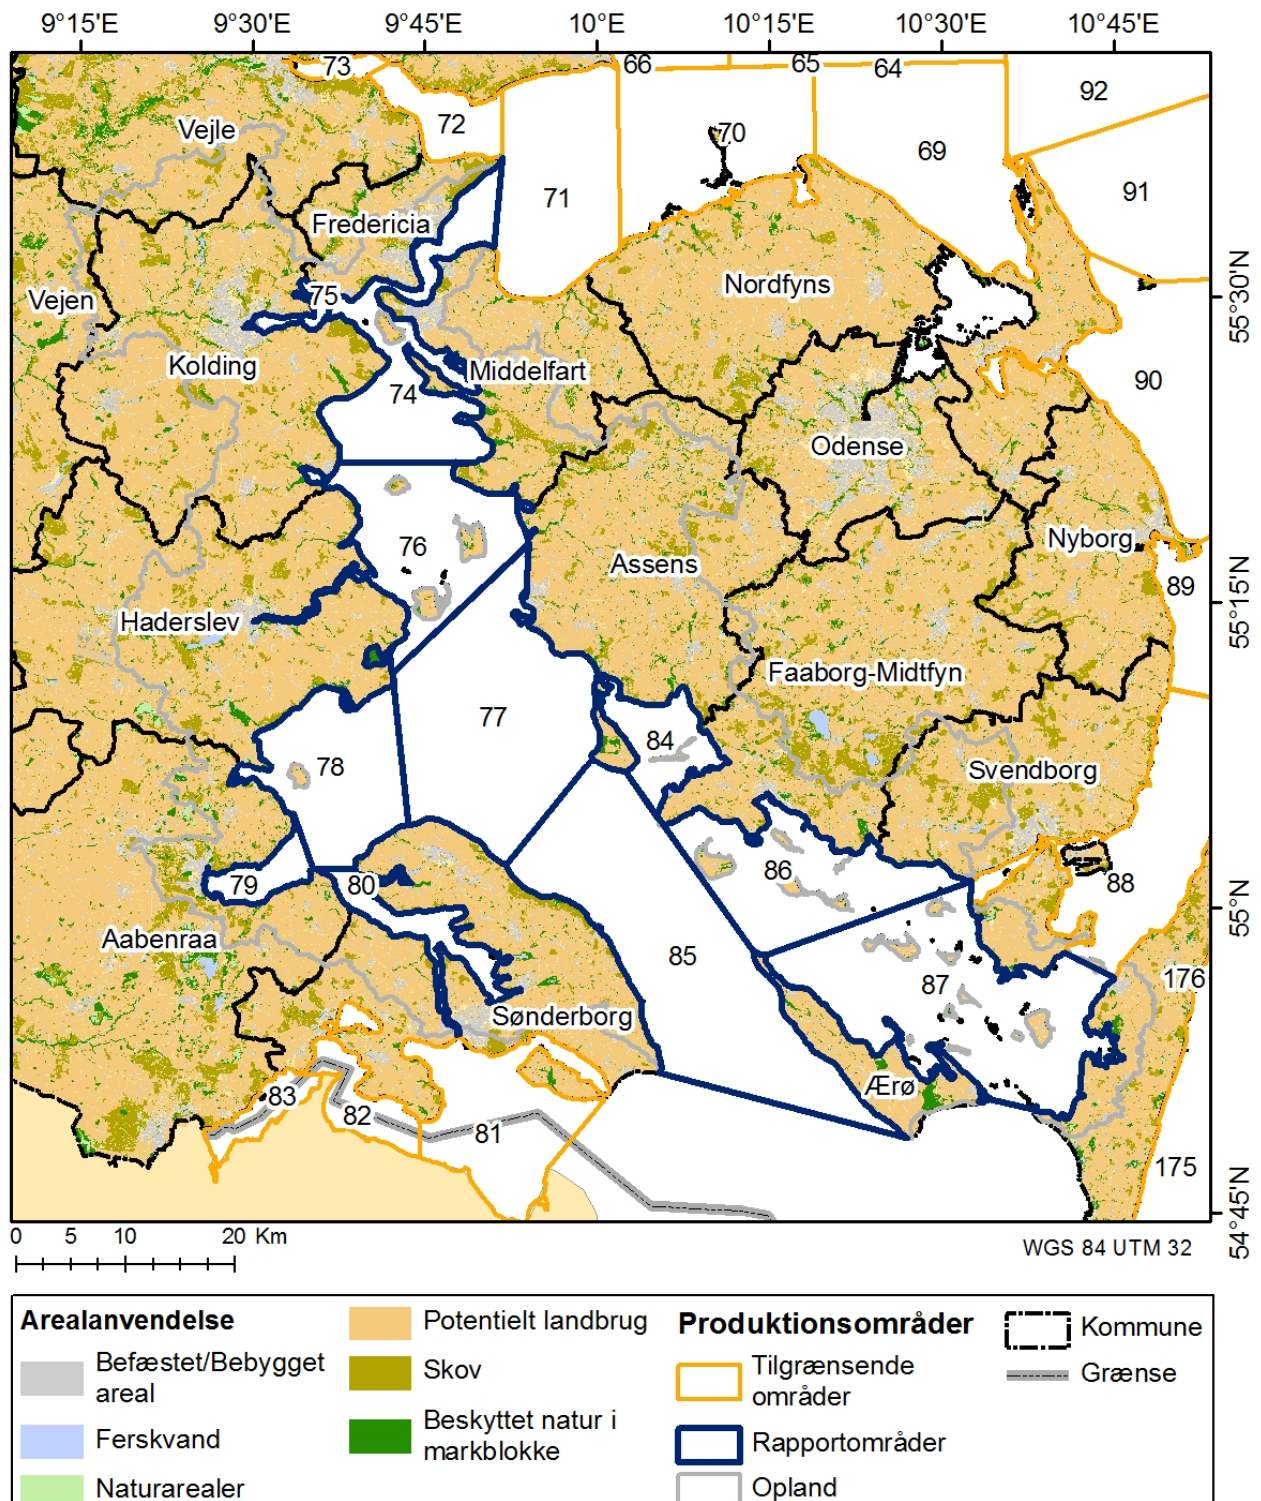 9°15'E 9°30'E 9°45'E 10°E 10°15'E 10°30'E 10°45'E
73 66 65 64
92
72 70
Vejle
69
71 91
Fredericia
55°30'N
75 Nordfyns
Vejen
Kolding Middelfart 90
74
Odense
76 Nyborg
Assens
89
55°15'N
Haderslev
Faaborg-Midtfyn
77
84
78 Svendborg
86
79 80 88
55°N
Aabenraa
85
87 176
Sønderborg
Ærø
83
82 81
175
54°45'N
0 5 10 20 Km
WGS 84 UTM 32
Arealanvendelse
Befæstet/Bebygget
areal
Ferskvand
Naturarealer
Potentielt landbrug
Skov
Beskyttet natur i
markblokke
Produktionsområder
Tilgrænsende
områder
Rapportområder
Opland
Kommune
Grænse